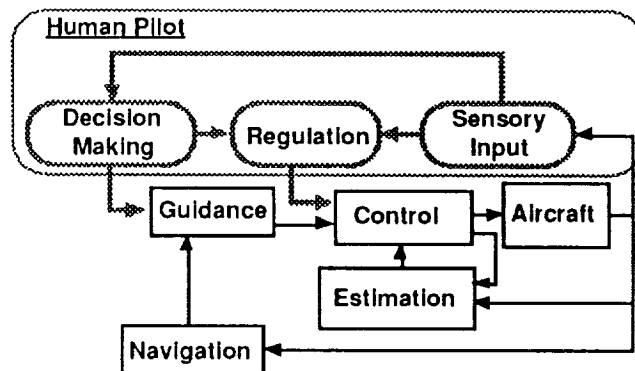 Human Pilot
Decision
Making
Regulation
Sensory
Input
Guidance
Control
Aircraft
Estimation
Navigation